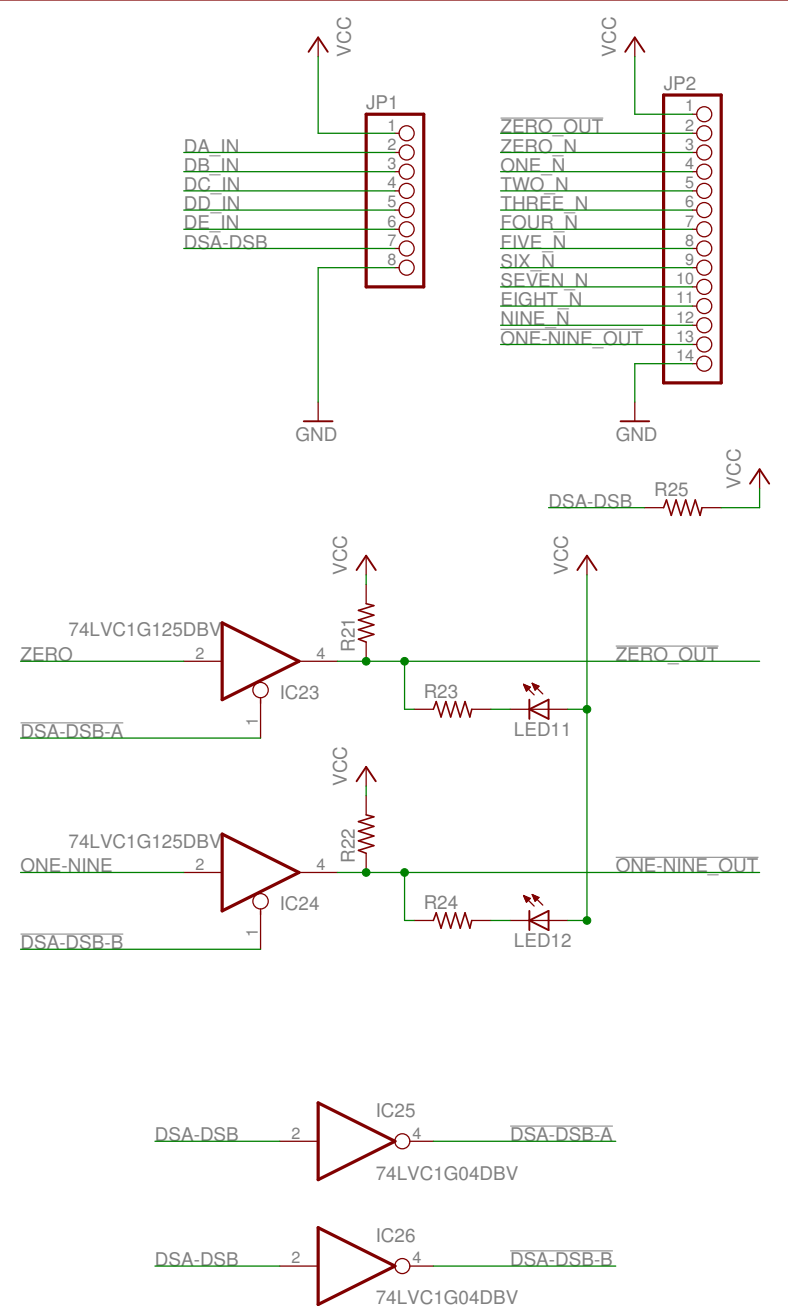 VCC
VCC
JP1
JP2
1
DA_IN 2
DB_IN 3
DC_IN 4
DD_IN 5
DE_IN 6
DSA-DSB 7
8
1
ZERO_OUT 2
ZERO_N 3
ONE_N 4
TWO_N 5
THREE_N 6
FOUR_N 7
FIVE_N 8
SIX_N 9
SEVEN_N 10
EIGHT_N 11
NINE_N 12
ONE-NINE_OUT 13
14
GND
GND
VCC
DSA-DSB R25
VCC
VCC
74LVC1G125DBV
R21
ZERO 2 4 ZERO_OUT
IC23
R23
1
DSA-DSB-A
LED11
VCC
74LVC1G125DBV
R22
ONE-NINE 2 4 ONE-NINE_OUT
IC24
R24
1
DSA-DSB-B
LED12
IC25
DSA-DSB 2 4 DSA-DSB-A
74LVC1G04DBV
IC26
DSA-DSB 2 4 DSA-DSB-B
74LVC1G04DBV